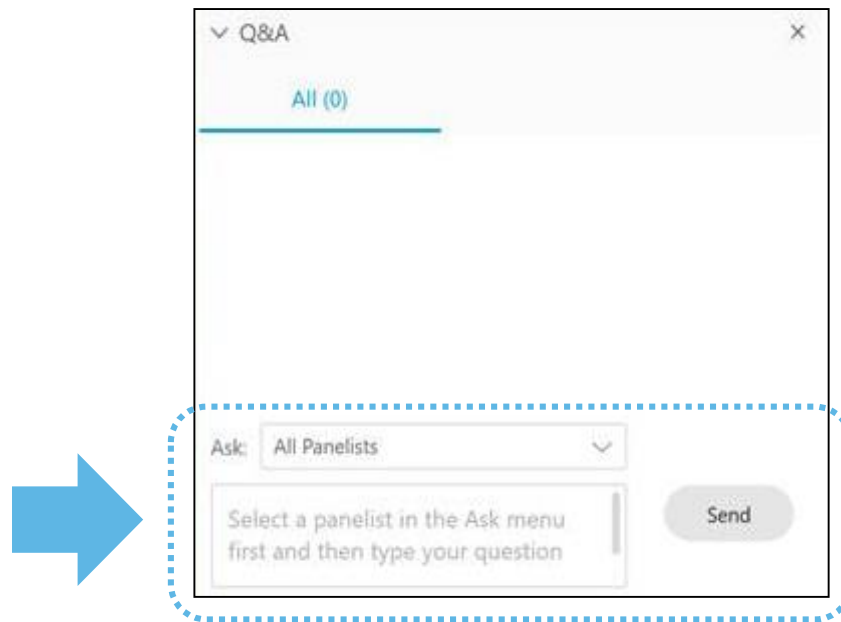 Q&A
All (0)
Ask: All Panelists
Select a panelist in the Ask menu
first and then type your question
Send